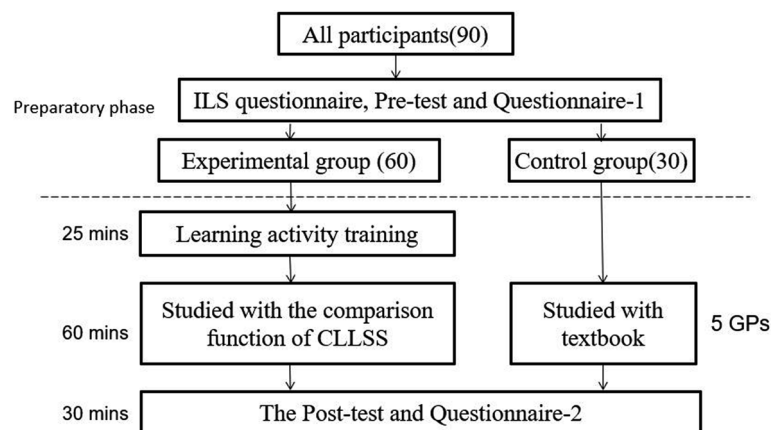 All participants(90)
Preparatory phase
ILS questionnaire, Pre-test and Questionnaire-1
Experimental group (60)
Control group(30)
25 mins
Learning activity training
60 mins
Studied with the comparison
function of CLLSS
Studied with
textbook
5 GPs
30 mins
The Post-test and Questionnaire-2